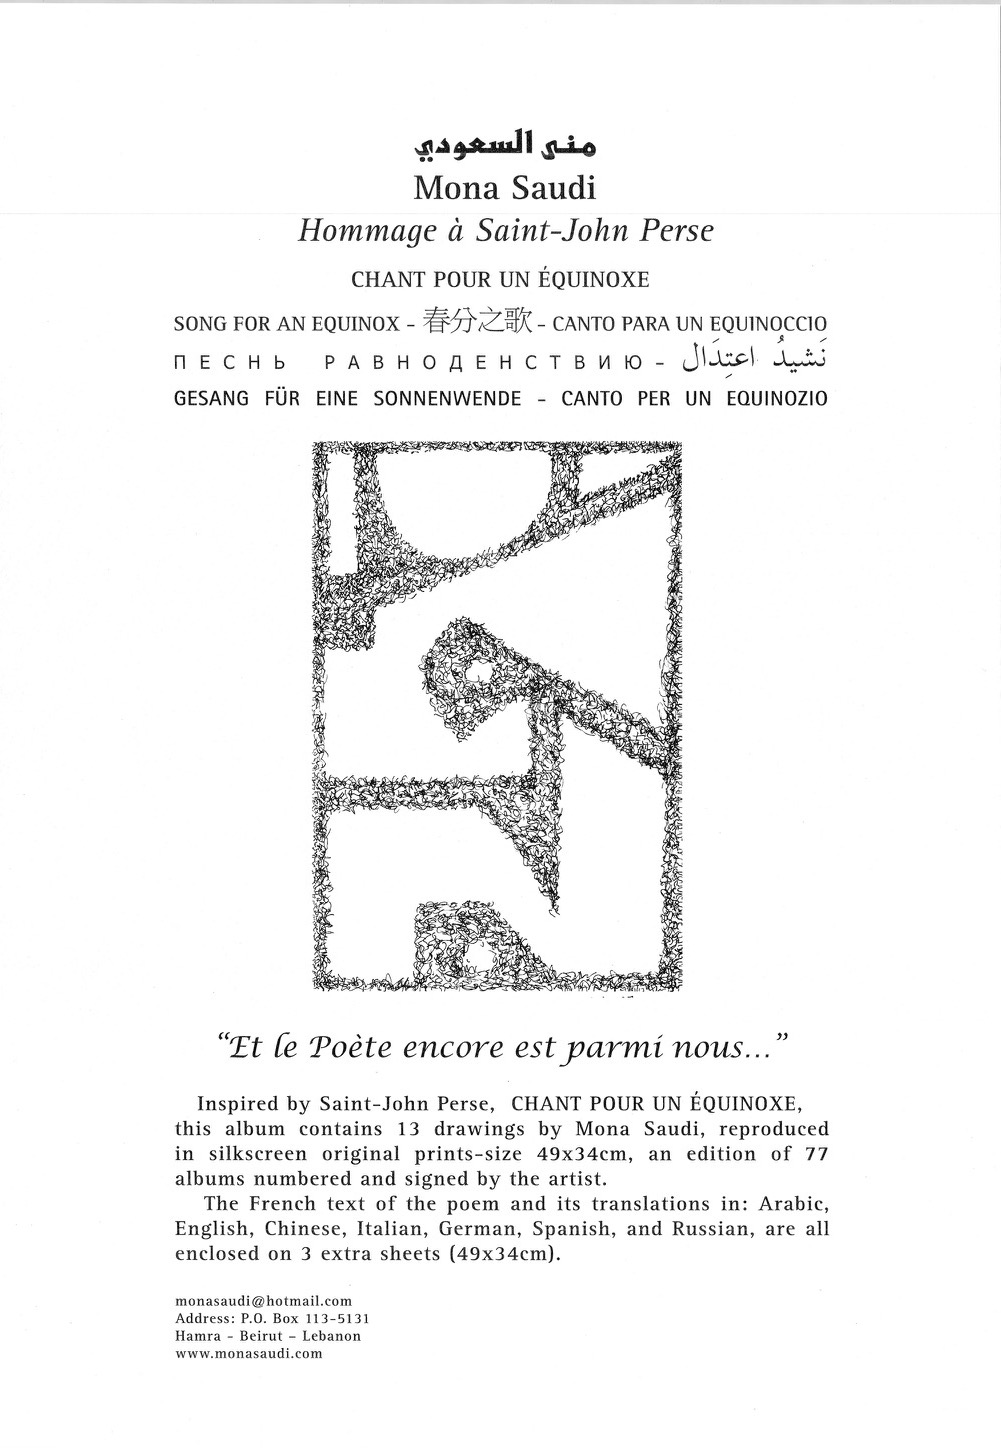 منى السعودي
Mona Saudi
Hommage à Saint-John Perse
CHANT POUR UN ÉQUINOXE
SONG FOR AN EQUINOX - 春分之歌 - CANTO PARA UN EQUINOCCIO
ПЕСНЬ РАВНОДЕНСТВИЮ - نَشيدُ اعتِدَال
GESANG FÜR EINE SONNENWENDE - CANTO PER UN EQUINOZIO
“Et le Poète encore est parmi nous...”
Inspired by Saint-John Perse, CHANT POUR UN ÉQUINOXE,
this album contains 13 drawings by Mona Saudi, reproduced
in silkscreen original prints-size 49x34cm, an edition of 77
albums numbered and signed by the artist.
The French text of the poem and its translations in: Arabic,
English, Chinese, Italian, German, Spanish, and Russian, are all
enclosed on 3 extra sheets (49x34cm).
monasaudi@hotmail.com
Address: P.O. Box 113-5131
Hamra - Beirut – Lebanon
www.monasaudi.com